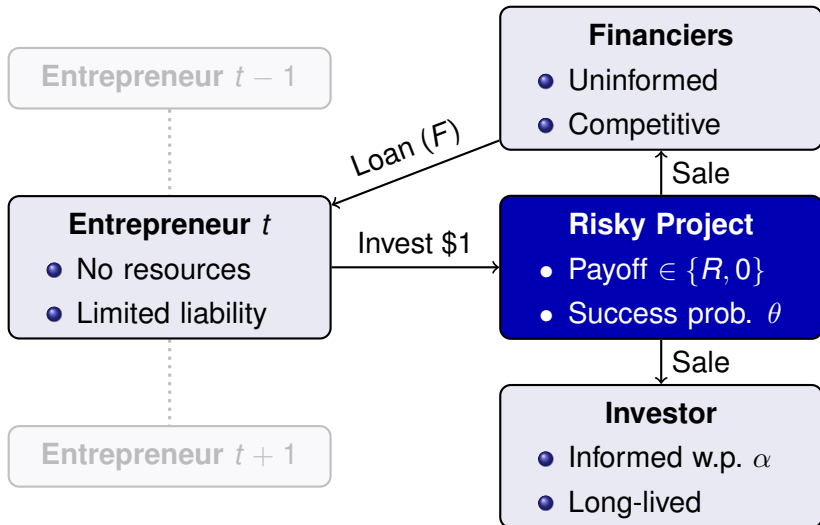 Entrepreneur t − 1
Financiers
Uninformed
Competitive
Loan (F)
Sale
Entrepreneur t
No resources
Limited liability
Invest $1
Risky Project
Payoff ∈ {R, 0}
Success prob. θ
Sale
Entrepreneur t + 1
Investor
Informed w.p. α
Long-lived